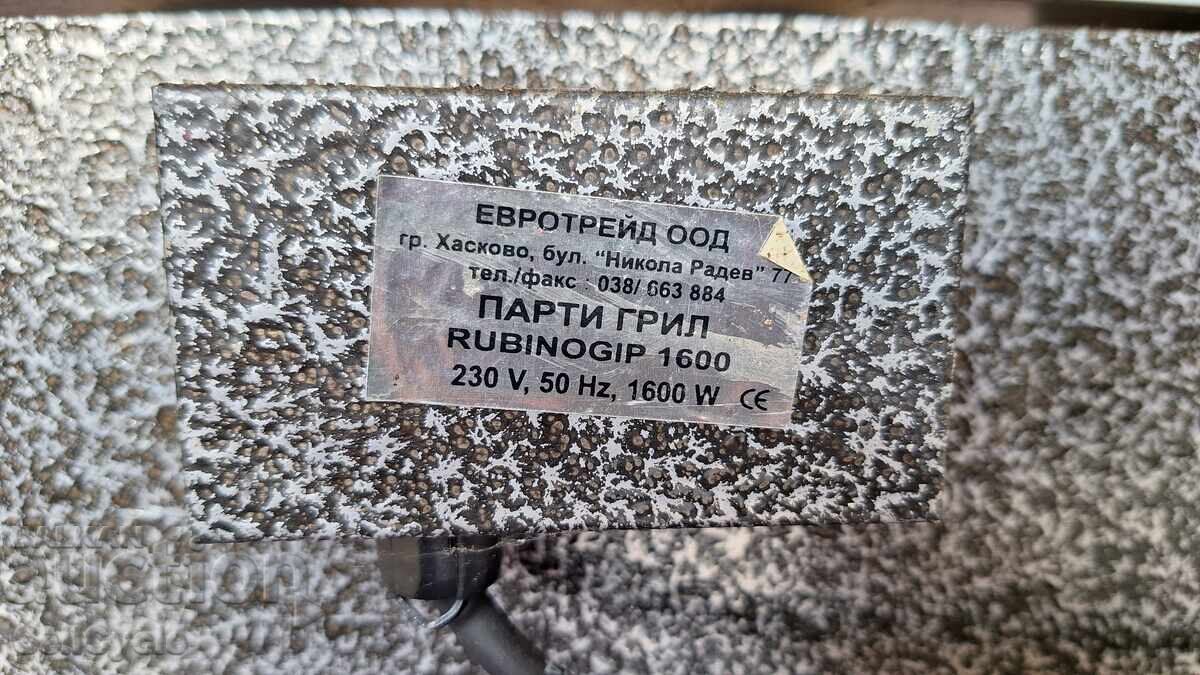 ЕВРОТРЕЙД ООД
гр. Хасково, бул. “Никола Радев” 77
тел./факс : 038/ 663 884
ПАРТИ ГРИЛ
RUBINOGIP 1600
230 V, 50 Hz, 1600 W CE
auction